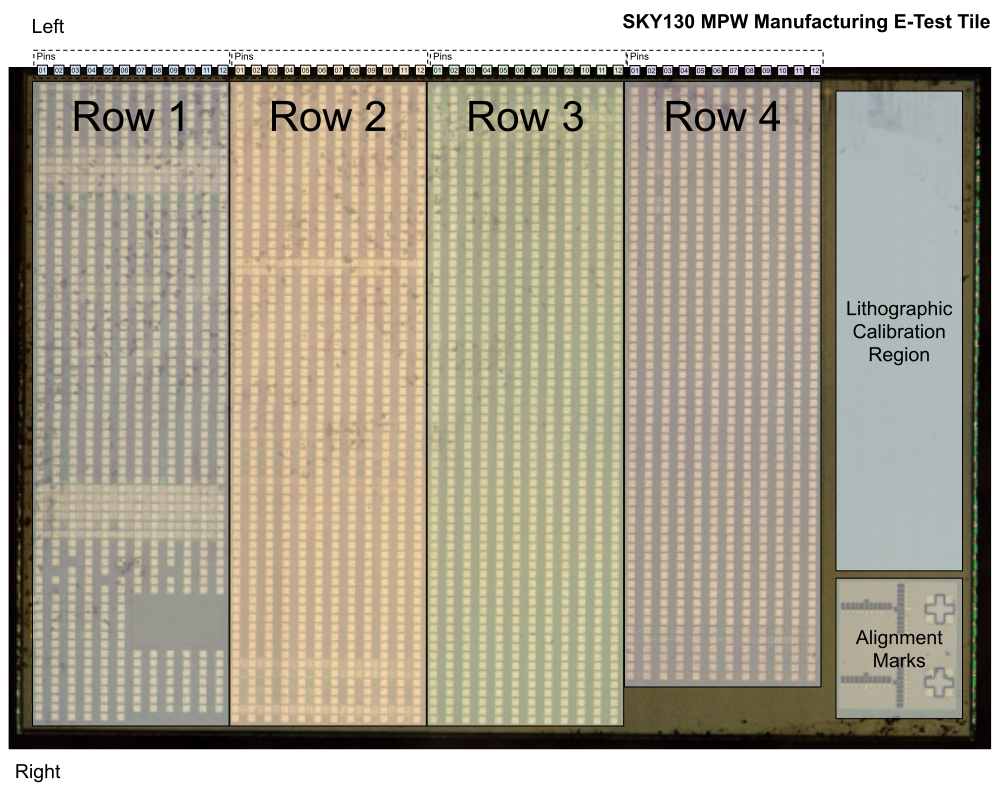 SKY130 MPW Manufacturing E-Test Tile
Left
Pins Pins Pins Pins
01 02 03 04 05 06 07 08 09 10 11 12 01 02 03 04 05 06 07 08 09 10 11 12 01 02 03 04 05 06 07 08 09 10 11 12 01 02 03 04 05 06 07 08 09 10 11 12
Row 1 Row 2 Row 3 Row 4
Lithographic
Calibration
Region
Alignment
Marks
Right